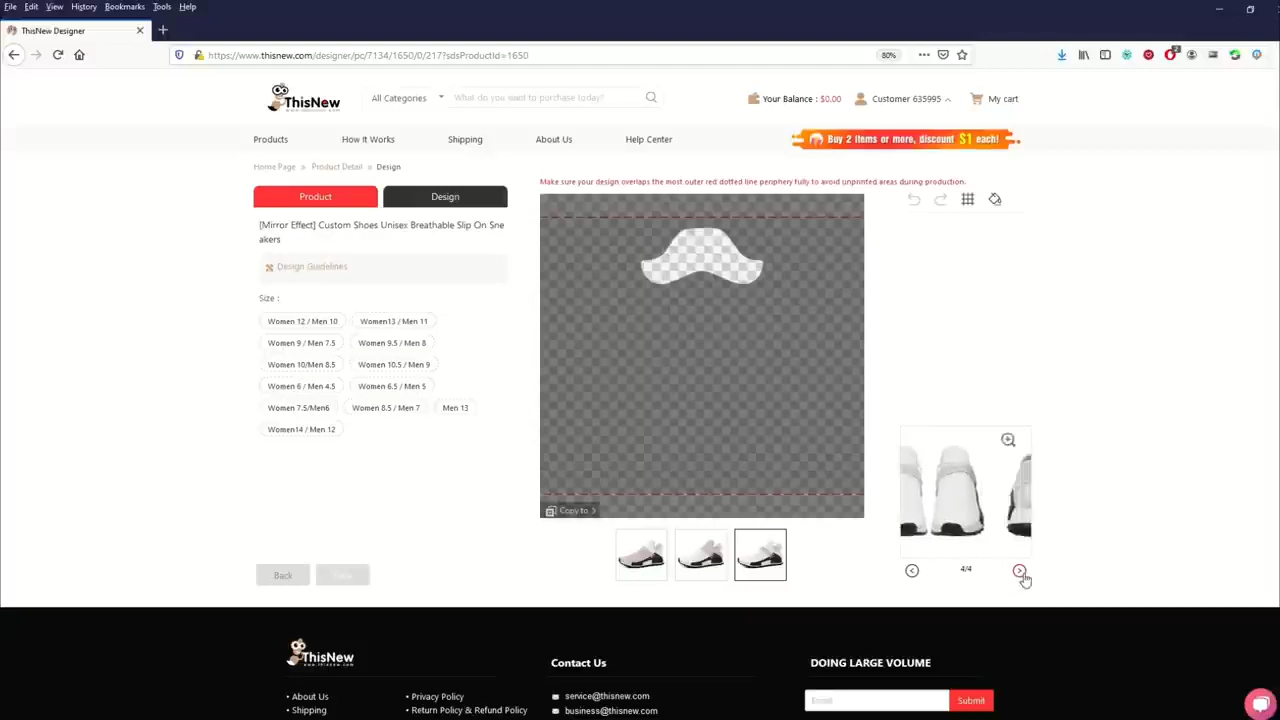 File Edit View History Bookmarks Tools Help
ThisNew Designer
https://www.thisnew.com/designer/pc/7134/1650/0/217?sdsProductId=1650
80%
2
ThisNew
www.thisnew.com
All Categories
What do you want to purchase today?
Your Balance : $0.00
Customer 635995
My cart
Products
How It Works
Shipping
About Us
Help Center
Buy 2 items or more, discount $1 each!
Home Page » Product Detail » Design
Make sure your design overlaps the most outer red dotted line periphery fully to avoid unprinted areas during production.
Product
Design
[Mirror Effect] Custom Shoes Unisex Breathable Slip On Sne
akers
Design Guidelines
Size :
Women 12 / Men 10
Women13 / Men 11
Women 9 / Men 7.5
Women 9.5 / Men 8
Women 10/Men 8.5
Women 10.5 / Men 9
Women 6 / Men 4.5
Women 6.5 / Men 5
Women 7.5/Men6
Women 8.5 / Men 7
Men 13
Women14 / Men 12
Copy to >
4/4
Back
ThisNew
www.thisnew.com
Contact Us
DOING LARGE VOLUME
• About Us
• Privacy Policy
service@thisnew.com
Email
Submit
• Shipping
• Return Policy & Refund Policy
business@thisnew.com